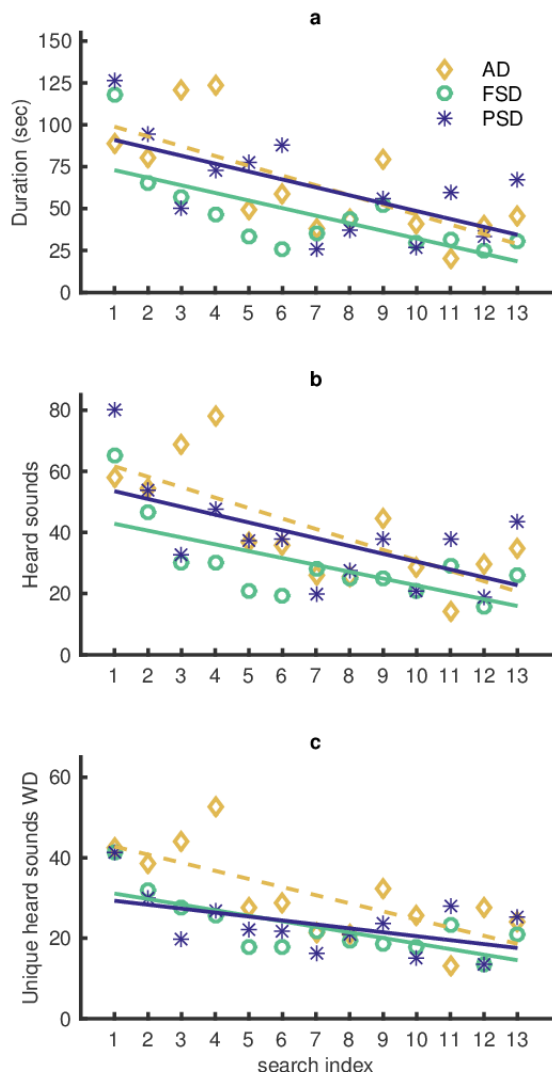 a
150
125
100
75
50
25
0
Duration (sec)
AD
FSD
PSD
1 2 3 4 5 6 7 8 9 10 11 12 13
b
80
60
40
20
0
Heard sounds
1 2 3 4 5 6 7 8 9 10 11 12 13
c
60
40
20
0
Unique heard sounds WD
1 2 3 4 5 6 7 8 9 10 11 12 13
search index